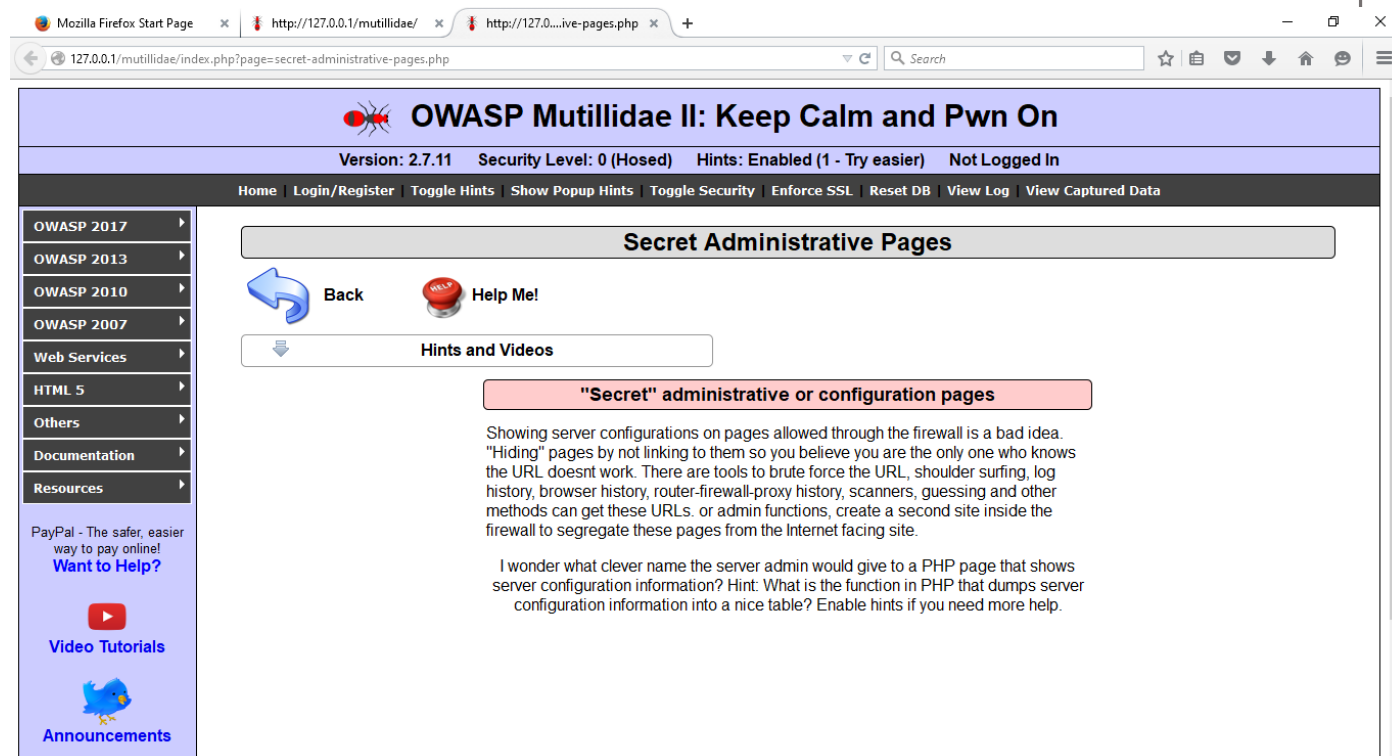 Mozilla Firefox Start Page
http://127.0.0.1/mutillidae/
http://127.0....ive-pages.php
127.0.0.1/mutillidae/index.php?page=secret-administrative-pages.php
Search
OWASP Mutillidae II: Keep Calm and Pwn On
Version: 2.7.11 Security Level: 0 (Hosed) Hints: Enabled (1 - Try easier) Not Logged In
Home | Login/Register | Toggle Hints | Show Popup Hints | Toggle Security | Enforce SSL | Reset DB | View Log | View Captured Data
OWASP 2017
OWASP 2013
OWASP 2010
OWASP 2007
Web Services
HTML 5
Others
Documentation
Resources
PayPal - The safer, easier
way to pay online!
Want to Help?
Video Tutorials
Announcements
Secret Administrative Pages
Back
HELP
Help Me!
Hints and Videos
"Secret" administrative or configuration pages
Showing server configurations on pages allowed through the firewall is a bad idea.
"Hiding" pages by not linking to them so you believe you are the only one who knows
the URL doesnt work. There are tools to brute force the URL, shoulder surfing, log
history, browser history, router-firewall-proxy history, scanners, guessing and other
methods can get these URLs. or admin functions, create a second site inside the
firewall to segregate these pages from the Internet facing site.
I wonder what clever name the server admin would give to a PHP page that shows
server configuration information? Hint: What is the function in PHP that dumps server
configuration information into a nice table? Enable hints if you need more help.